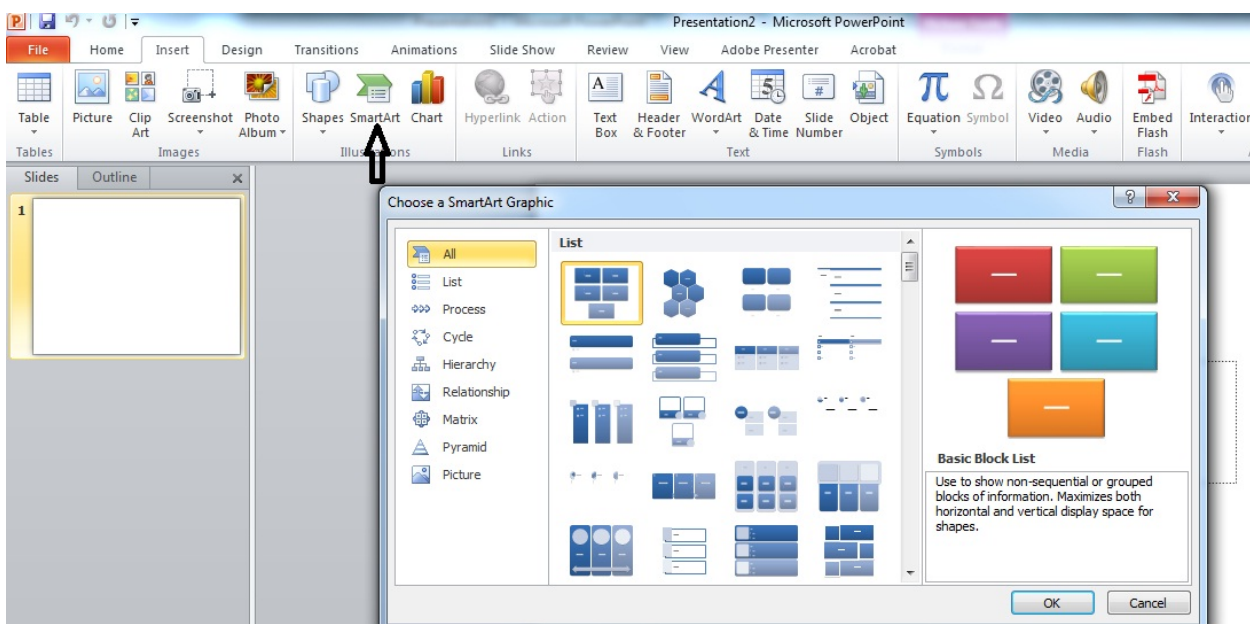 Presentation2 - Microsoft PowerPoint
File Home Insert Design Transitions Animations Slide Show Review View Adobe Presenter Acrobat
Table Picture Clip Art Screenshot Photo Album Shapes SmartArt Chart Hyperlink Action Text Box Header & Footer WordArt Date & Time Slide Number Object Equation Symbol Video Audio Embed Flash Interaction
Tables Images Links Text Symbols Media Flash
Slides Outline
1
Choose a SmartArt Graphic
All
List
Process
Cycle
Hierarchy
Relationship
Matrix
Pyramid
Picture
List
Basic Block List
Use to show non-sequential or grouped
blocks of information. Maximizes both
horizontal and vertical display space for
shapes.
OK Cancel